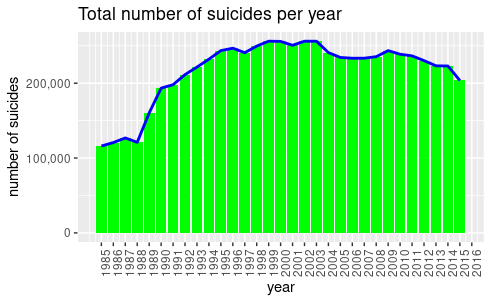 Total number of suicides per year
number of suicides
200,000
100,000
0
1985 1986 1987 1988 1989 1990 1991 1992 1993 1994 1995 1996 1997 1998 1999 2000 2001 2002 2003 2004 2005 2006 2007 2008 2009 2010 2011 2012 2013 2014 2015 2016
year